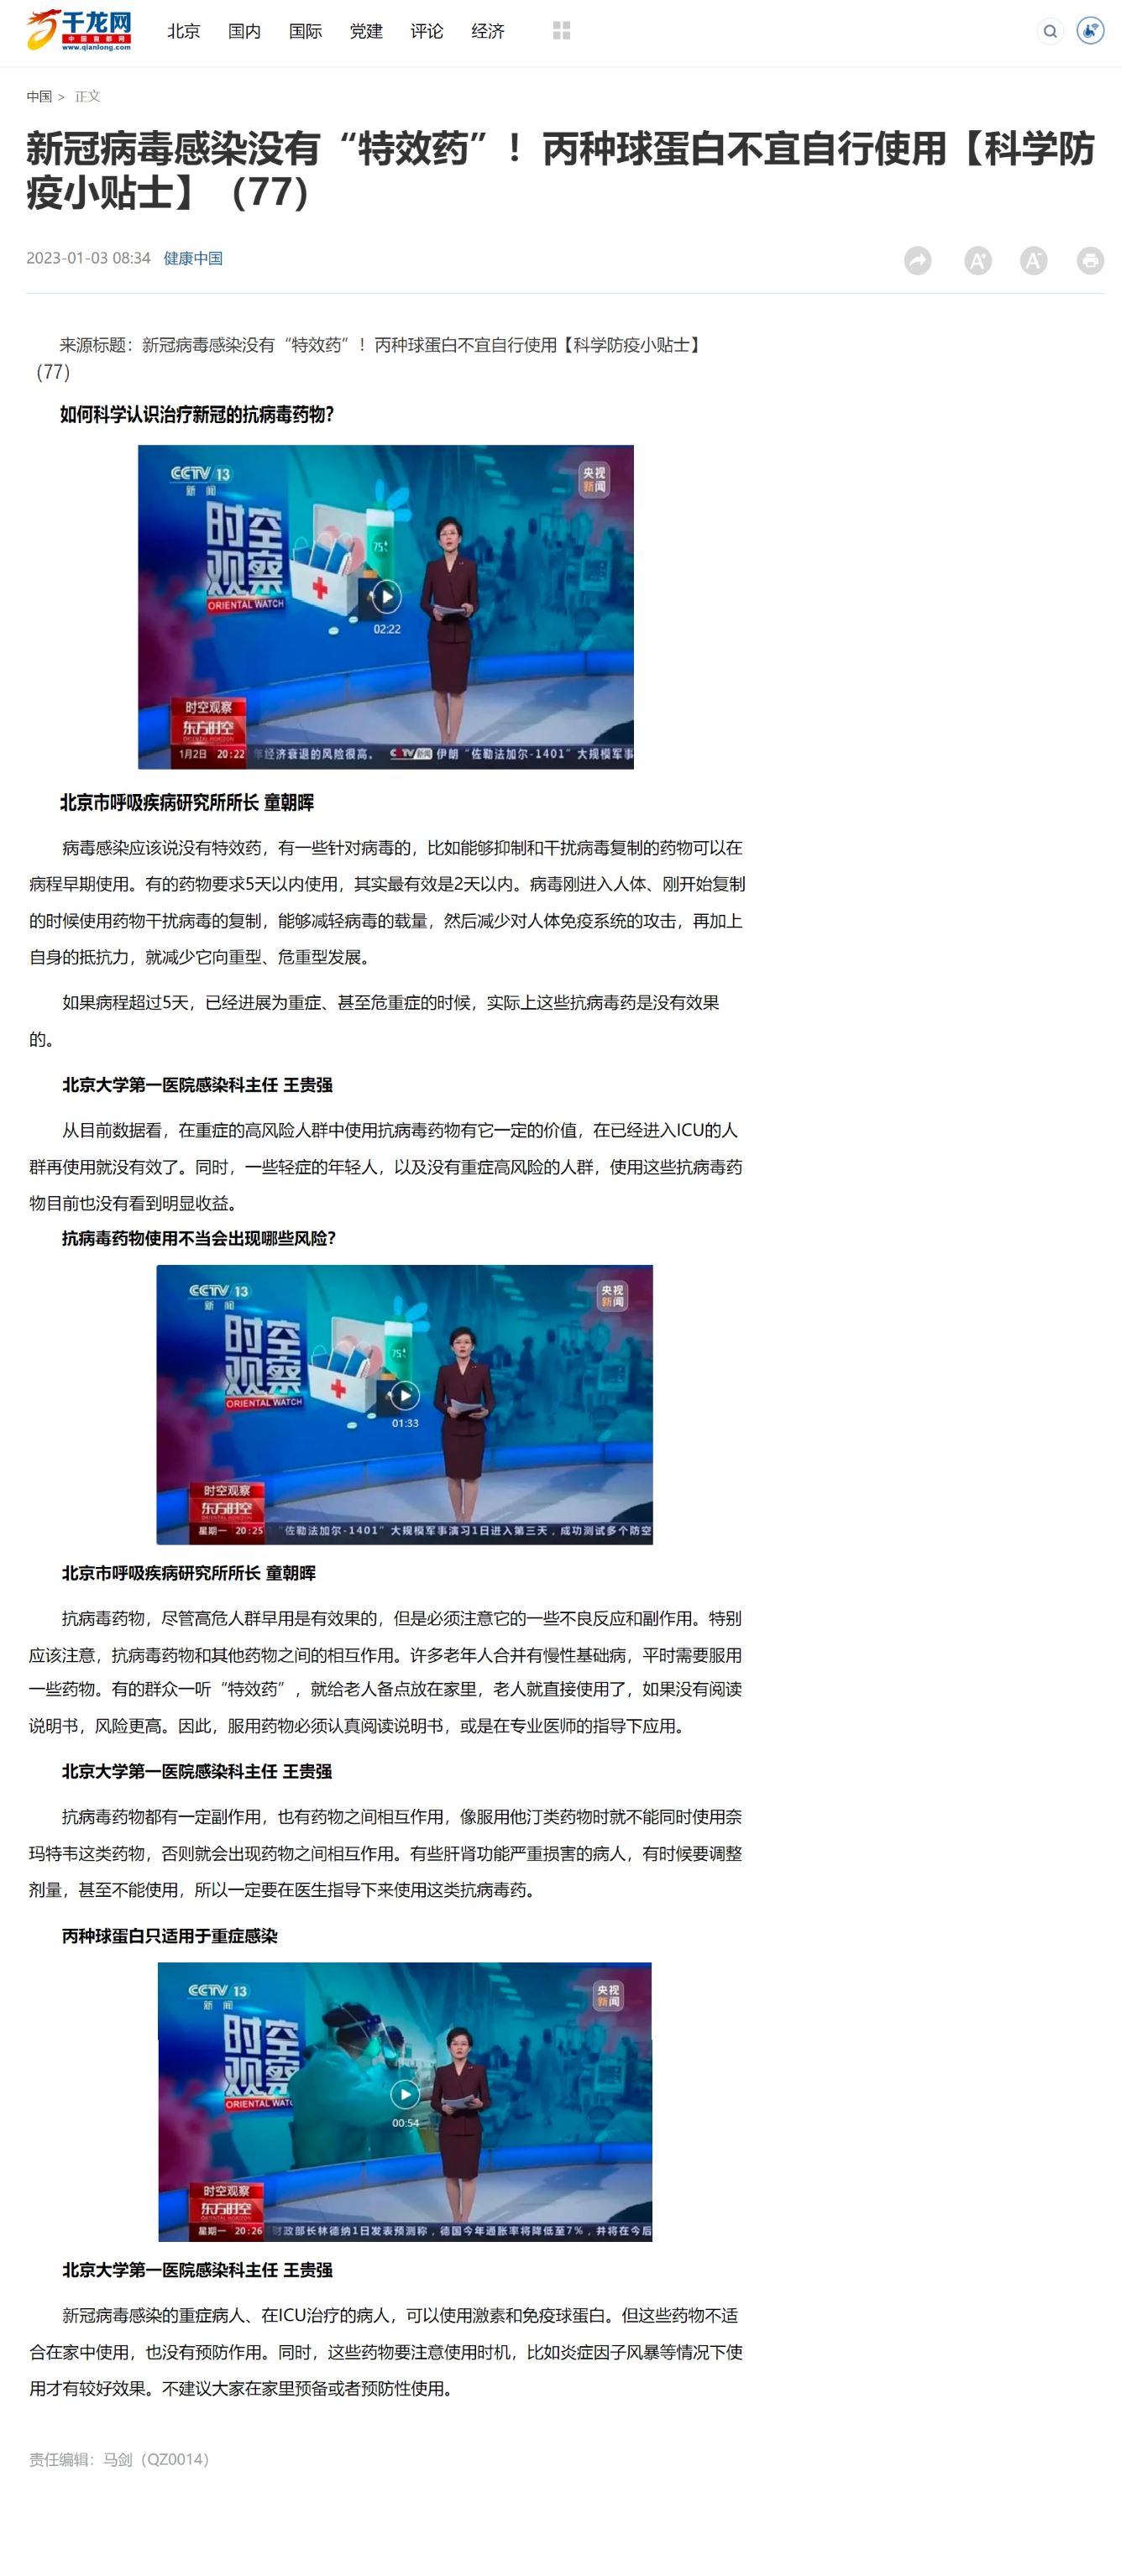 千龙网
中国首都网
www.qianlong.com
北京 国内 国际 党建 评论 经济
中国 > 正文
新冠病毒感染没有“特效药”！丙种球蛋白不宜自行使用【科学防
疫小贴士】（77）
2023-01-03 08:34 健康中国
来源标题：新冠病毒感染没有“特效药”！丙种球蛋白不宜自行使用【科学防疫小贴士】
（77）
如何科学认识治疗新冠的抗病毒药物？
CCTV 13
新闻
央视
新闻
时空
观察
ORIENTAL WATCH
75°
02:22
时空观察
东方时空
1月2日 20:22 年经济衰退的风险很高。 CCTV新闻 伊朗“佐勒法加尔-1401”大规模军事
北京市呼吸疾病研究所所长 童朝晖
病毒感染应该说没有特效药，有一些针对病毒的，比如能够抑制和干扰病毒复制的药物可以在
病程早期使用。有的药物要求5天以内使用，其实最有效是2天以内。病毒刚进入人体、刚开始复制
的时候使用药物干扰病毒的复制，能够减轻病毒的载量，然后减少对人体免疫系统的攻击，再加上
自身的抵抗力，就减少它向重型、危重型发展。
如果病程超过5天，已经进展为重症、甚至危重症的时候，实际上这些抗病毒药是没有效果
的。
北京大学第一医院感染科主任 王贵强
从目前数据看，在重症的高风险人群中使用抗病毒药物有它一定的价值，在已经进入ICU的人
群再使用就没有效了。同时，一些轻症的年轻人，以及没有重症高风险的人群，使用这些抗病毒药
物目前也没有看到明显收益。
抗病毒药物使用不当会出现哪些风险？
CCTV 13
新闻
央视
新闻
时空
观察
ORIENTAL WATCH
75°
01:33
时空观察
东方时空
星期一 20:25 “佐勒法加尔-1401”大规模军事演习1日进入第三天，成功测试多个防空
北京市呼吸疾病研究所所长 童朝晖
抗病毒药物，尽管高危人群早用是有效果的，但是必须注意它的一些不良反应和副作用。特别
应该注意，抗病毒药物和其他药物之间的相互作用。许多老年人合并有慢性基础病，平时需要服用
一些药物。有的群众一听“特效药”，就给老人备点放在家里，老人就直接使用了，如果没有阅读
说明书，风险更高。因此，服用药物必须认真阅读说明书，或是在专业医师的指导下应用。
北京大学第一医院感染科主任 王贵强
抗病毒药物都有一定副作用，也有药物之间相互作用，像服用他汀类药物时就不能同时使用奈
玛特韦这类药物，否则就会出现药物之间相互作用。有些肝肾功能严重损害的病人，有时候要调整
剂量，甚至不能使用，所以一定要在医生指导下来使用这类抗病毒药。
丙种球蛋白只适用于重症感染
CCTV 13
新闻
央视
新闻
时空
观察
ORIENTAL WATC
00:54
时空观察
东方时空
星期一 20:26 财政部长林德纳1日发表预测称，德国今年通胀率将降低至7%，并将在今后
北京大学第一医院感染科主任 王贵强
新冠病毒感染的重症病人、在ICU治疗的病人，可以使用激素和免疫球蛋白。但这些药物不适
合在家中使用，也没有预防作用。同时，这些药物要注意使用时机，比如炎症因子风暴等情况下使
用才有较好效果。不建议大家在家里预备或者预防性使用。
责任编辑：马剑（QZ0014）